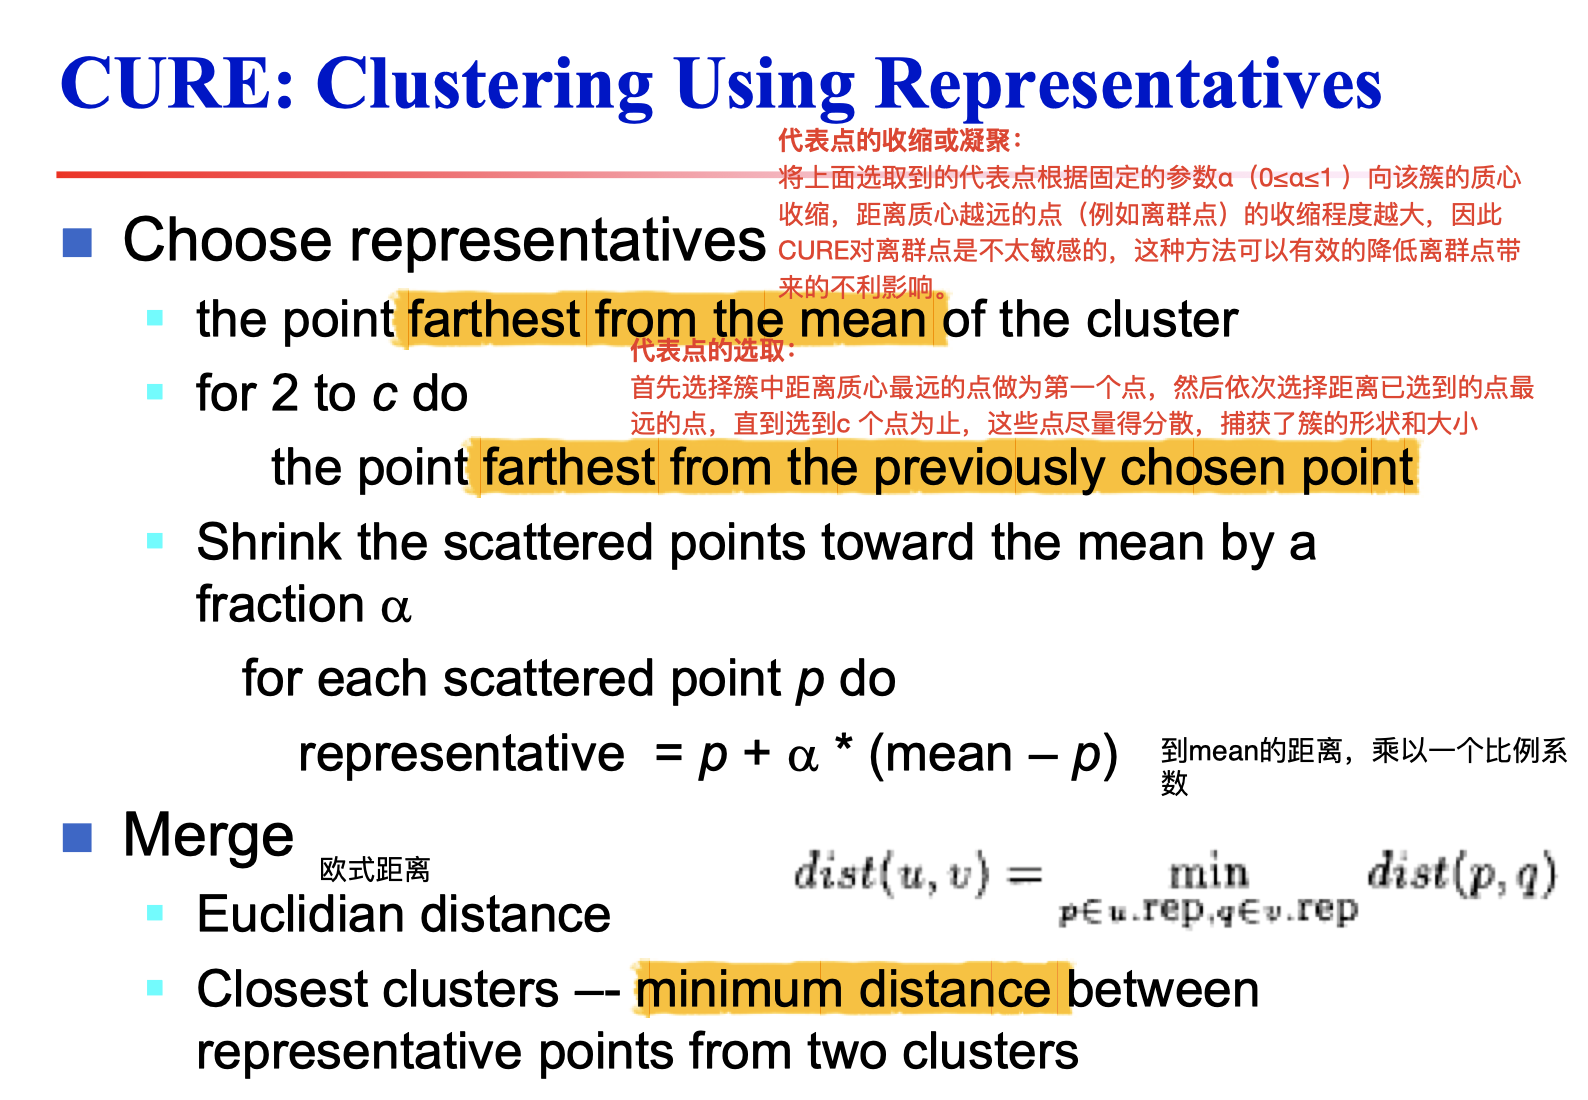 CURE: Clustering Using Representatives
代表点的收缩或凝聚：
将上面选取到的代表点根据固定的参数α（0≤α≤1 ）向该簇的质心
收缩，距离质心越远的点（例如离群点）的收缩程度越大，因此
CURE对离群点是不太敏感的，这种方法可以有效的降低离群点带
来的不利影响。
Choose representatives
the point farthest from the mean of the cluster
代表点的选取：
首先选择簇中距离质心最远的点做为第一个点，然后依次选择距离已选到的点最
远的点，直到选到c 个点为止，这些点尽量得分散，捕获了簇的形状和大小
for 2 to c do
the point farthest from the previously chosen point
Shrink the scattered points toward the mean by a
fraction α
for each scattered point p do
representative = p + α * (mean – p)
到mean的距离，乘以一个比例系
数
Merge
欧式距离
dist(u, v) = min dist(p, q)
p∈u.rep,q∈v.rep
Euclidian distance
Closest clusters –- minimum distance between
representative points from two clusters